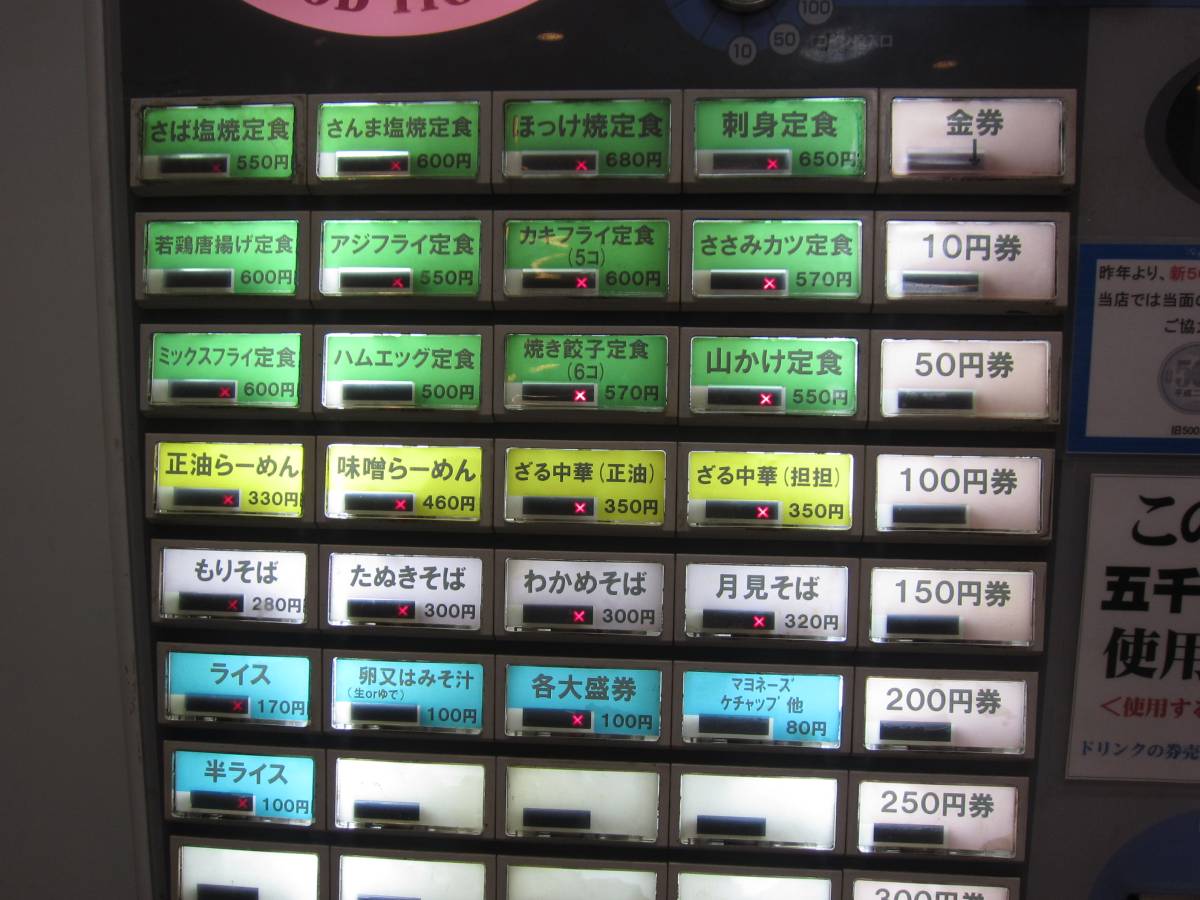 100
50
10
さば塩焼定食
550円
さんま塩焼定食
600円
ほっけ焼定食
680円
刺身定食
650円
金券
↓
若鶏唐揚げ定食
600円
アジフライ定食
550円
カキフライ定食
(5コ)
600円
ささみカツ定食
570円
10円券
ミックスフライ定食
600円
ハムエッグ定食
500円
焼き餃子定食
(6コ)
570円
山かけ定食
550円
50円券
正油らーめん
330円
味噌らーめん
460円
ざる中華(正油)
350円
ざる中華(担担)
350円
100円券
もりそば
280円
たぬきそば
300円
わかめそば
300円
月見そば
320円
150円券
ライス
170円
卵又はみそ汁
(生orゆで)
100円
各大盛券
100円
マヨネーズ
ケチャップ他
80円
200円券
半ライス
100円
250円券
300円券
昨年より、新5
当店では当面の
ご協
旧500
この
五千
使用
<使用する
ドリンクの券売